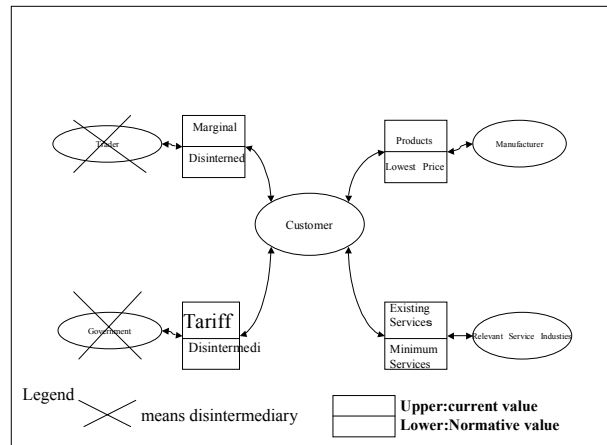 Trader
Marginal
Disinterned
Products
Lowest Price
Manufacturer
Customer
Government
Tariff
Disintermedi
Existing
Services
Minimum
Services
Relevant Service Industies
Legend
means disintermediary
Upper:current value
Lower:Normative value